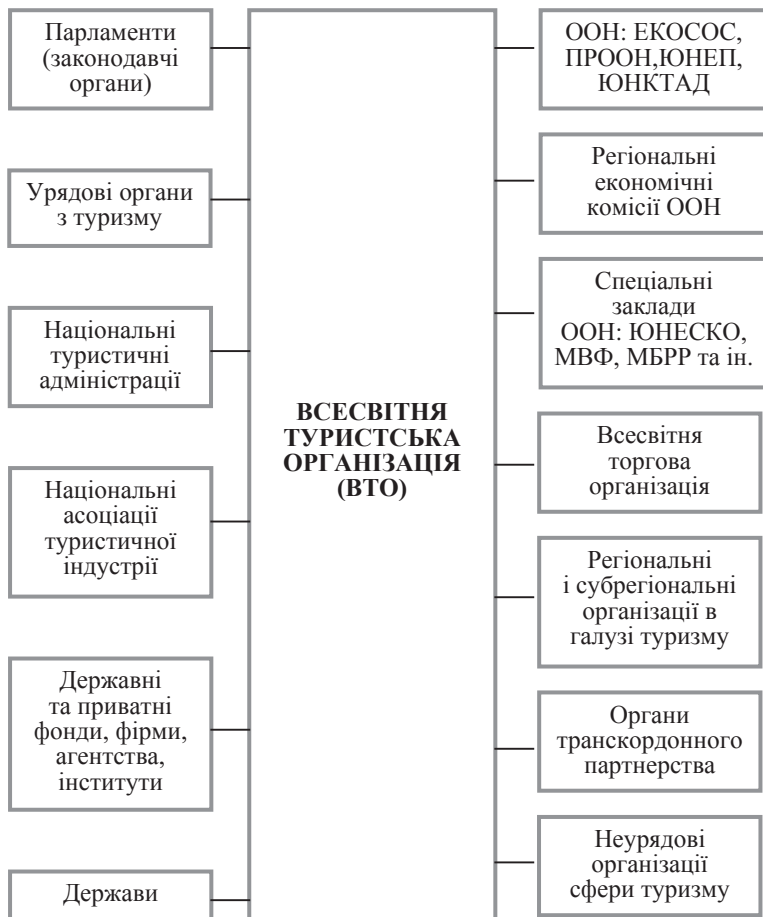 Парламенти
(законодавчі
органи)
Урядові органи
з туризму
Національні
туристичні
адміністрації
Національні
асоціації
туристичної
індустрії
Державні
та приватні
фонди, фірми,
агентства,
інститути
Держави
ВСЕСВІТНЯ
ТУРИСТСЬКА
ОРГАНІЗАЦІЯ
(ВТО)
ООН: ЕКОСОС,
ПРООН,ЮНЕП,
ЮНКТАД
Регіональні
економічні
комісії ООН
Спеціальні
заклади
ООН: ЮНЕСКО,
МВФ, МБРР та ін.
Всесвітня
торгова
організація
Регіональні
і субрегіональні
організації в
галузі туризму
Органи
транскордонного
партнерства
Неурядові
організації
сфери туризму